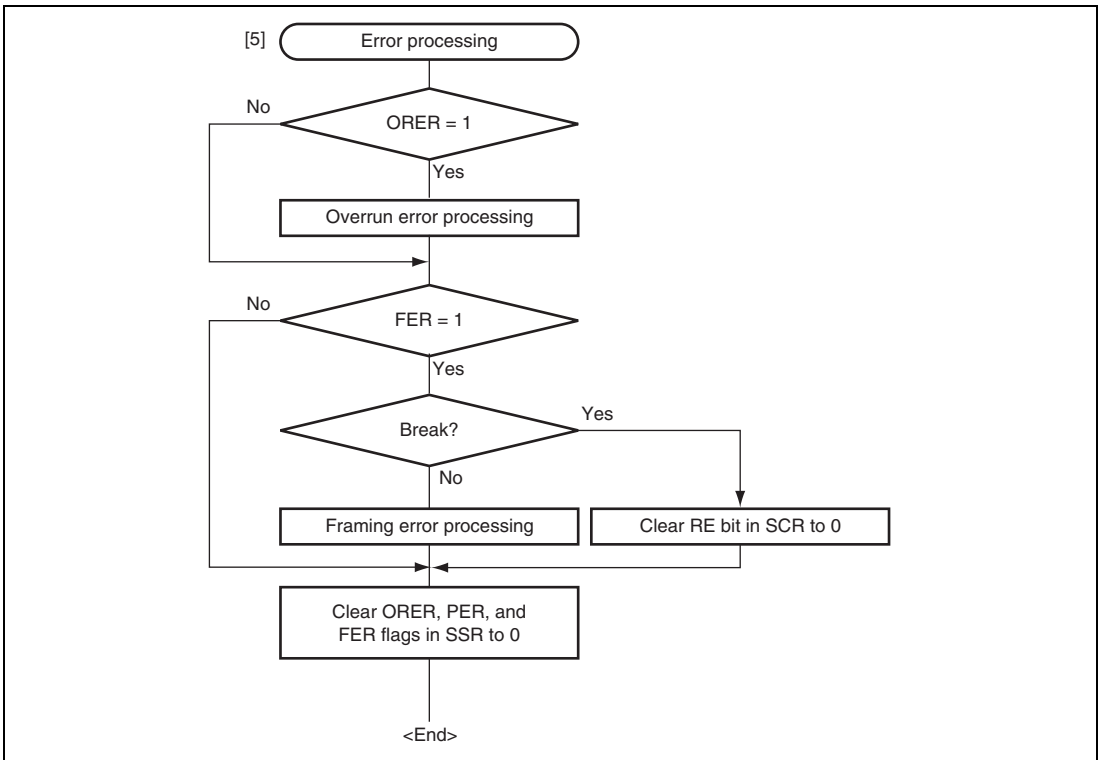 [5] Error processing
No
ORER = 1
Yes
Overrun error processing
No
FER = 1
Yes
Break?
Yes
No
Framing error processing
Clear RE bit in SCR to 0
Clear ORER, PER, and
FER flags in SSR to 0
<End>